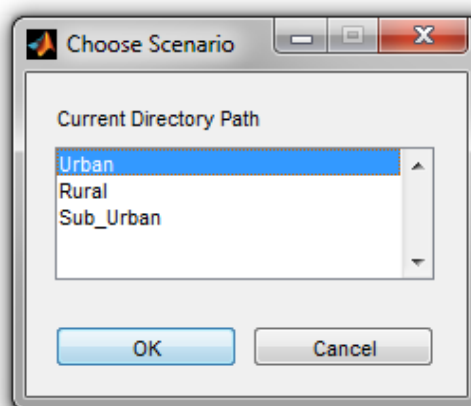 Choose Scenario
Current Directory Path
Urban
Rural
Sub_Urban
OK
Cancel